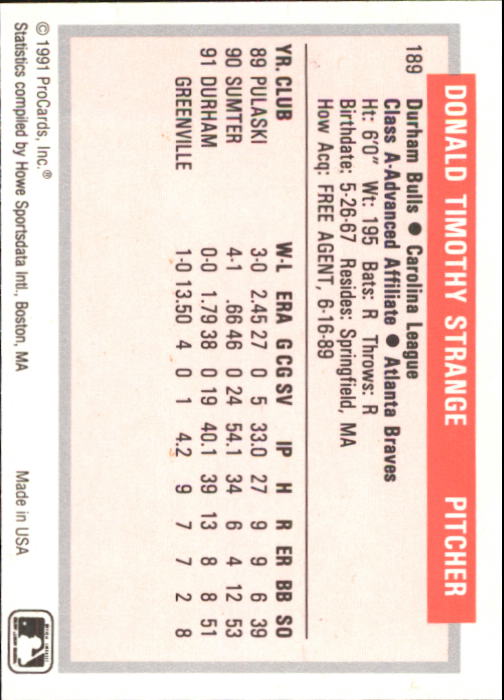 DONALD TIMOTHY STRANGE PITCHER
189 Durham Bulls ● Carolina League
Class A-Advanced Affiliate ● Atlanta Braves
Ht: 6'0" Wt: 195 Bats: R Throws: R
Birthdate: 5-26-67 Resides: Springfield, MA
How Acq: FREE AGENT, 6-16-89
YR. CLUB W-L ERA G CG SV IP H R ER BB SO
89 PULASKI 3-0 2.45 27 0 5 33.0 27 9 9 6 39
90 SUMTER 4-1 .66 46 0 24 54.1 34 6 4 12 53
91 DURHAM 0-0 1.79 38 0 19 40.1 39 13 8 8 51
GREENVILLE 1-0 13.50 4 0 1 4.2 9 7 7 2 8
© 1991 ProCards, Inc.®
Statistics compiled by Howe Sportsdata Intl., Boston, MA Made in USA